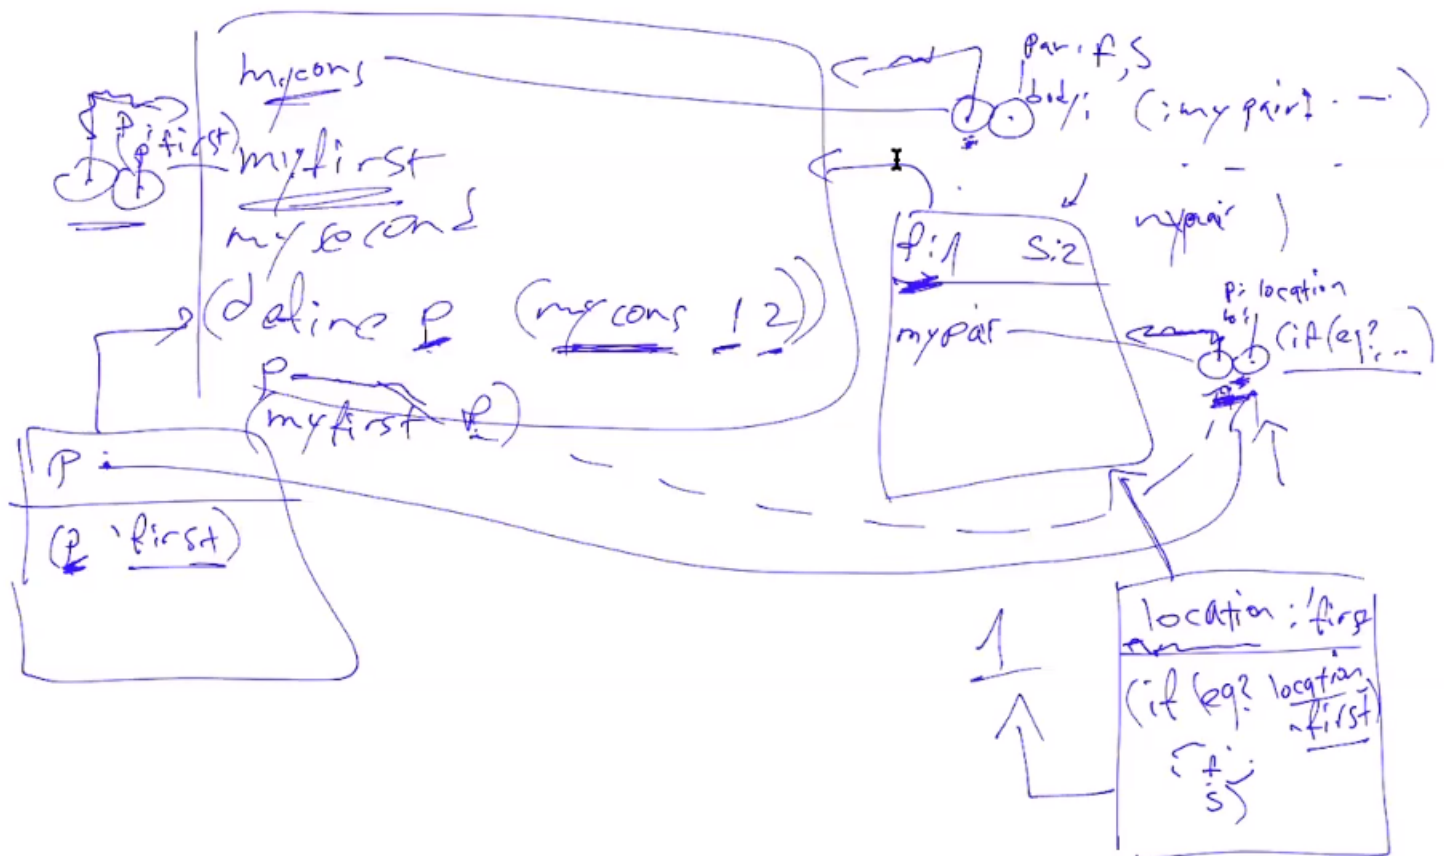 mycons
par: f, S
body:
(:mypair! . —
)
p:
p
first)
myfirst
mysecond
mypair )
f:1 S:2
(define p (mycons 1 2))
p: location
mypair
(if (eq? ...)
p
(myfirst p)
p :
(p 'first)
1
location : 'first
(if (eq? location
'first)
f
s)